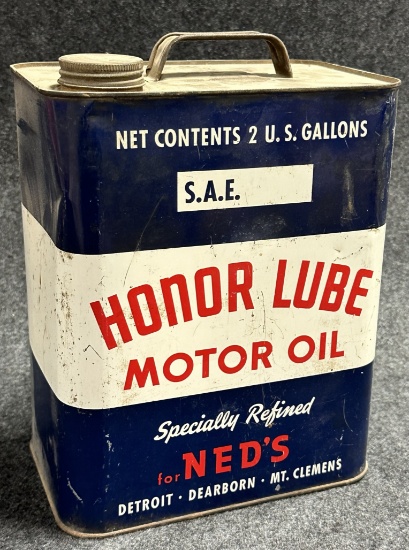 NET CONTENTS 2 U.S. GALLONS
S.A.E.
HONOR LUBE
MOTOR OIL
Specially Refined
for NED'S
DETROIT · DEARBORN · MT. CLEMENS